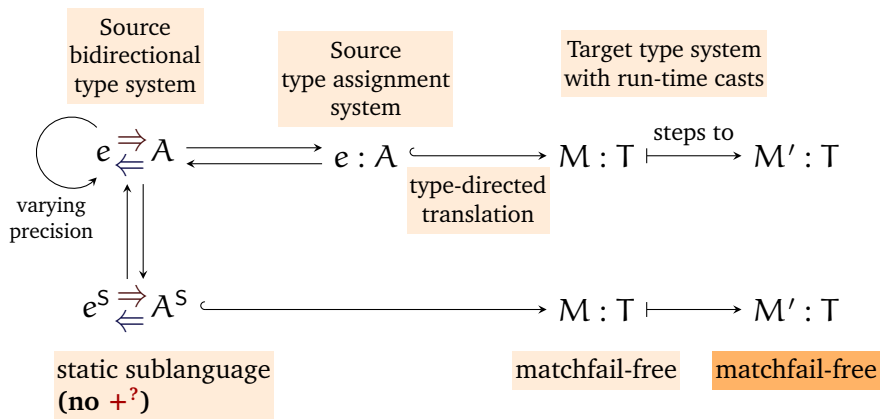 Source
bidirectional
type system
Source
type assignment
system
Target type system
with run-time casts
e ⇒ ⇐ A
e : A
M : T
steps to
M′ : T
varying
precision
type-directed
translation
eˢ ⇒ ⇐ Aˢ
M : T
M′ : T
static sublanguage
(no +?)
matchfail-free
matchfail-free